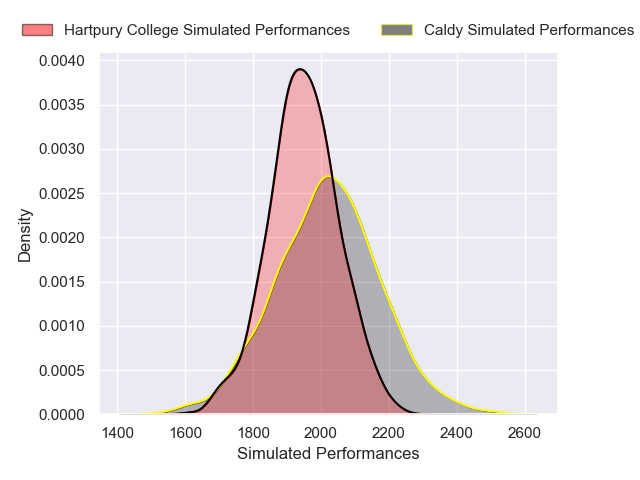 Hartpury College Simulated Performances
Caldy Simulated Performances
0.0040
0.0035
0.0030
0.0025
0.0020
0.0015
0.0010
0.0005
0.0000
Density
1400 1600 1800 2000 2200 2400 2600
Simulated Performances